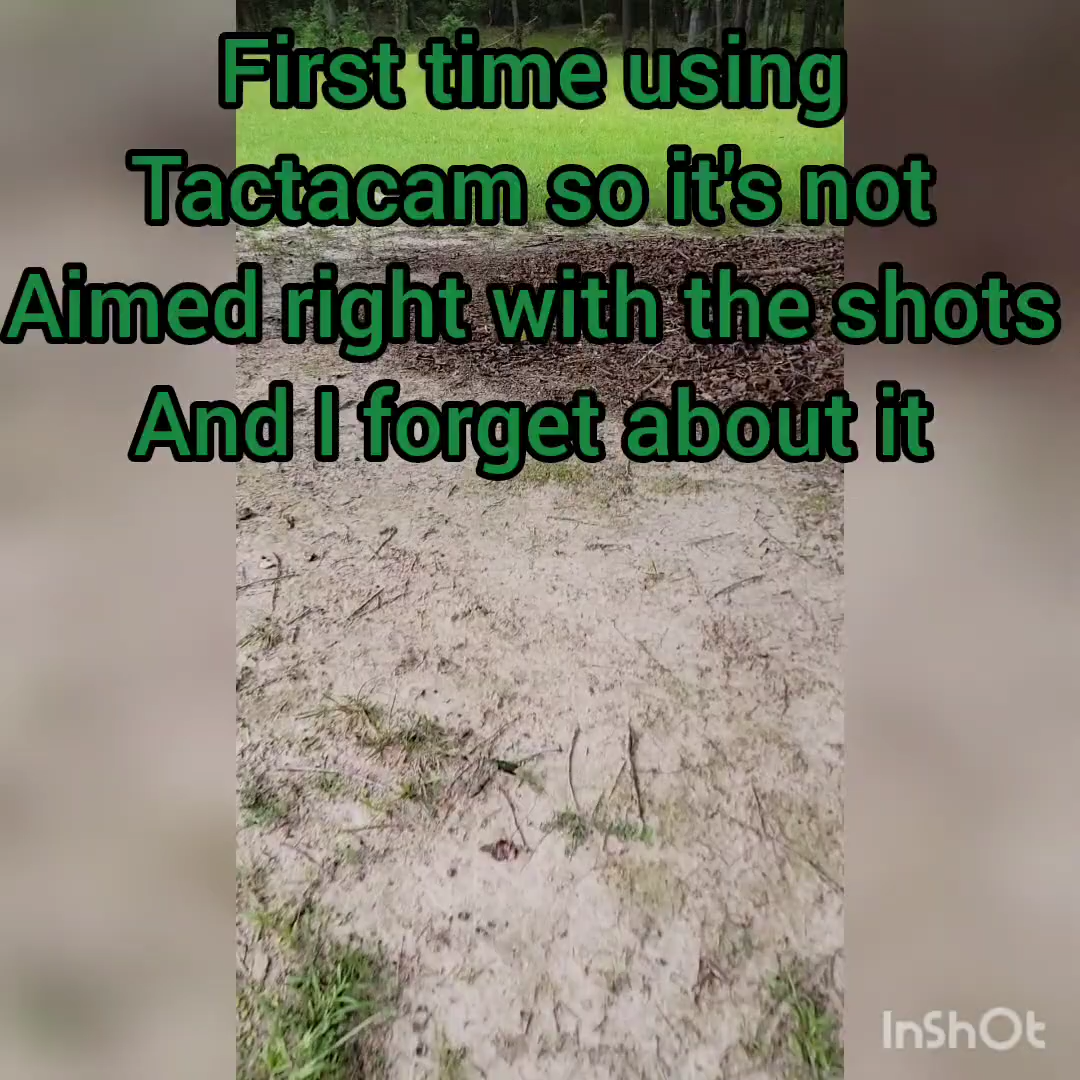 First time using
Tactacam so it's not
Aimed right with the shots
And I forget about it
InShOt